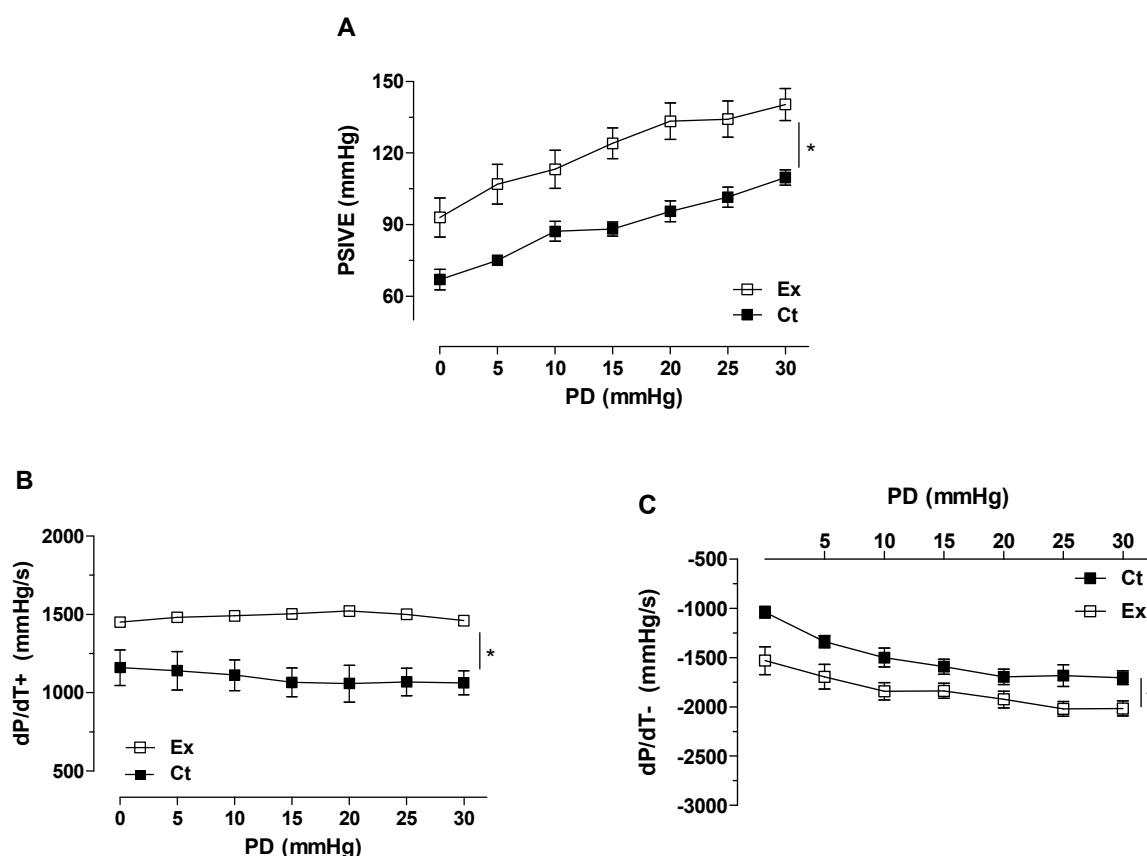 A
150
120
90
60
PSIVE (mmHg)
*
Ex
Ct
0 5 10 15 20 25 30
PD (mmHg)
B
2000
1500
1000
500
dP/dT+ (mmHg/s)
*
Ex
Ct
0 5 10 15 20 25 30
PD (mmHg)
C
PD (mmHg)
5 10 15 20 25 30
-500
-1000
-1500
-2000
-2500
-3000
dP/dT- (mmHg/s)
Ct
Ex